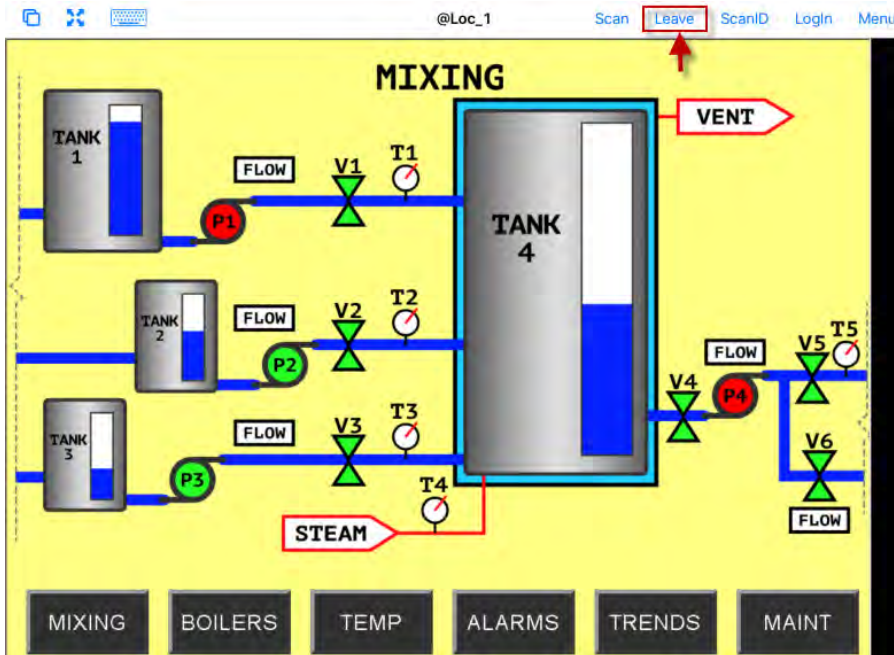 @Loc_1 Scan Leave ScanID LogIn Menu
MIXING
VENT
TANK
1
FLOW
V1
T1
P1
TANK
4
TANK
2
FLOW
V2
T2
P2
FLOW
V5
T5
V4
P4
TANK
3
FLOW
V3
T3
V6
P3
T4
FLOW
STEAM
MIXING BOILERS TEMP ALARMS TRENDS MAINT